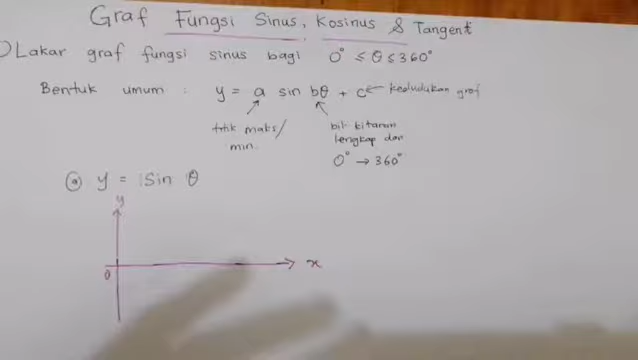 Graf Fungsi Sinus, Kosinus & Tangent
) Lakar graf fungsi sinus bagi 0° ≤ θ ≤ 360°
Bentuk umum : y = a sin bθ + c ← kedudukan graf
titik maks/
min.
bil. kitaran
lengkap dari
0° → 360°
(a) y = 1 Sin θ
y
0
x